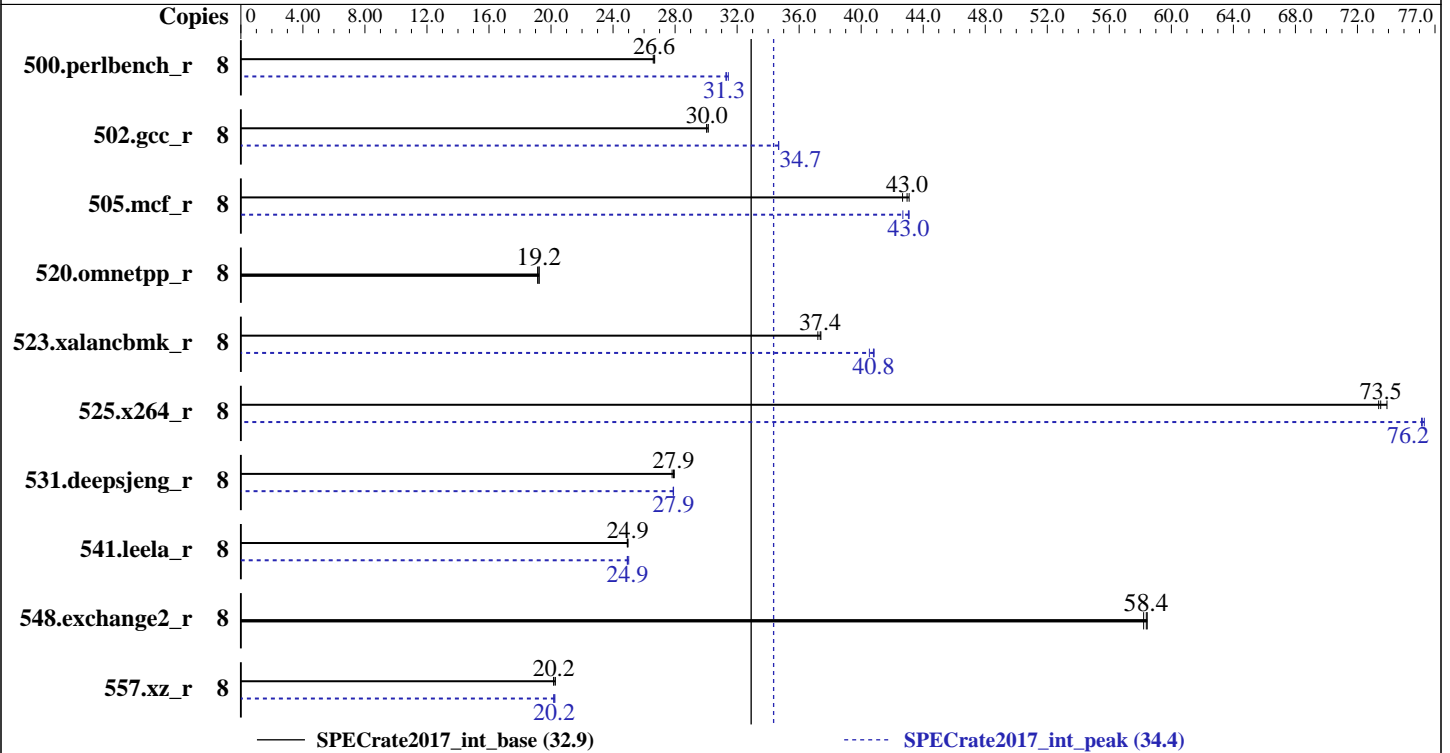 Copies 0 4.00 8.00 12.0 16.0 20.0 24.0 28.0 32.0 36.0 40.0 44.0 48.0 52.0 56.0 60.0 64.0 68.0 72.0 77.0
26.6
500.perlbench_r 8
31.3
30.0
502.gcc_r 8
34.7
43.0
505.mcf_r 8
43.0
19.2
520.omnetpp_r 8
37.4
523.xalancbmk_r 8
40.8
73.5
525.x264_r 8
76.2
27.9
531.deepsjeng_r 8
27.9
24.9
541.leela_r 8
24.9
58.4
548.exchange2_r 8
20.2
557.xz_r 8
20.2
SPECrate2017_int_base (32.9) SPECrate2017_int_peak (34.4)